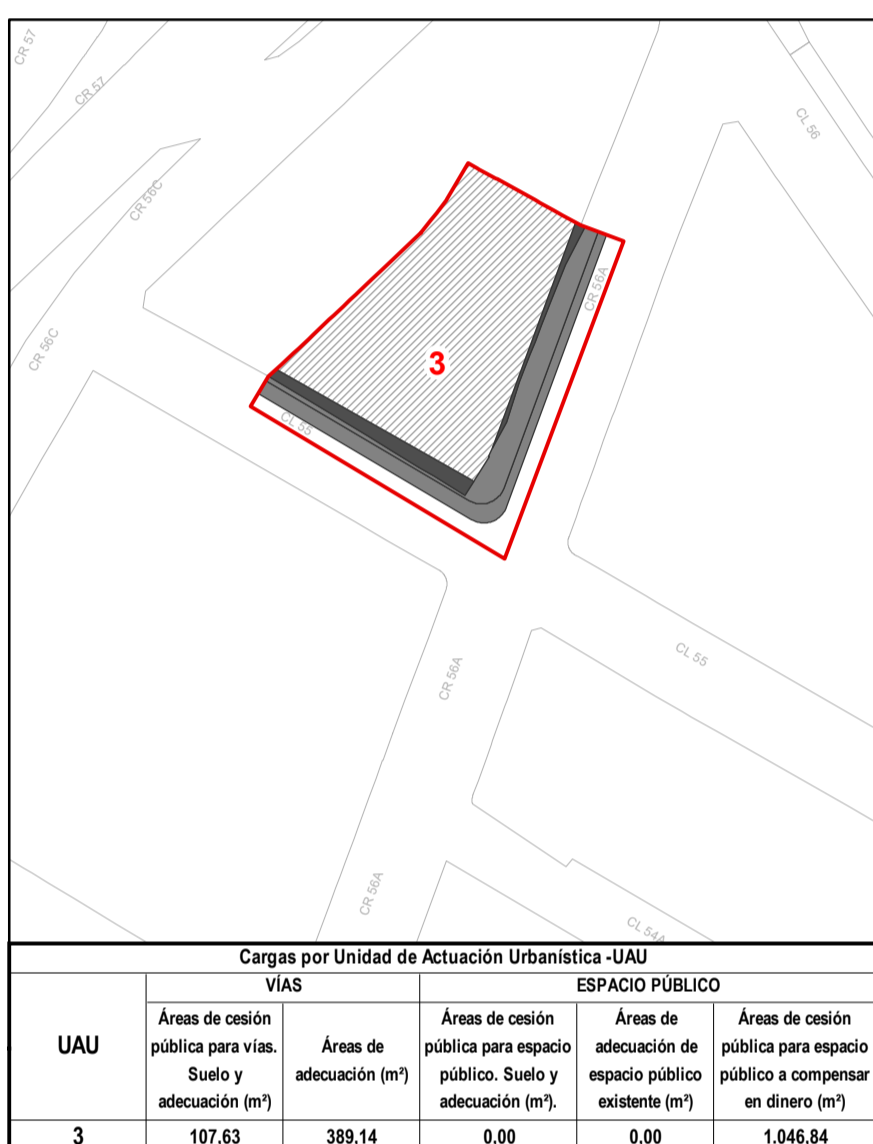 CR 57
CR 57
CL 56
CR 56C
CR 56A
CR 56C
3
CL 55
CL 55
CR 56A
CR 56A
CL 54A
Cargas por Unidad de Actuación Urbanística -UAU
UAU
VÍAS
ESPACIO PÚBLICO
Áreas de cesión
pública para vías.
Suelo y
adecuación (m²)
Áreas de
adecuación (m²)
Áreas de cesión
pública para espacio
público. Suelo y
adecuación (m²).
Áreas de
adecuación de
espacio público
existente (m²)
Áreas de cesión
pública para espacio
público a compensar
en dinero (m²)
3 107,63 389,14 0,00 0,00 1.046,84